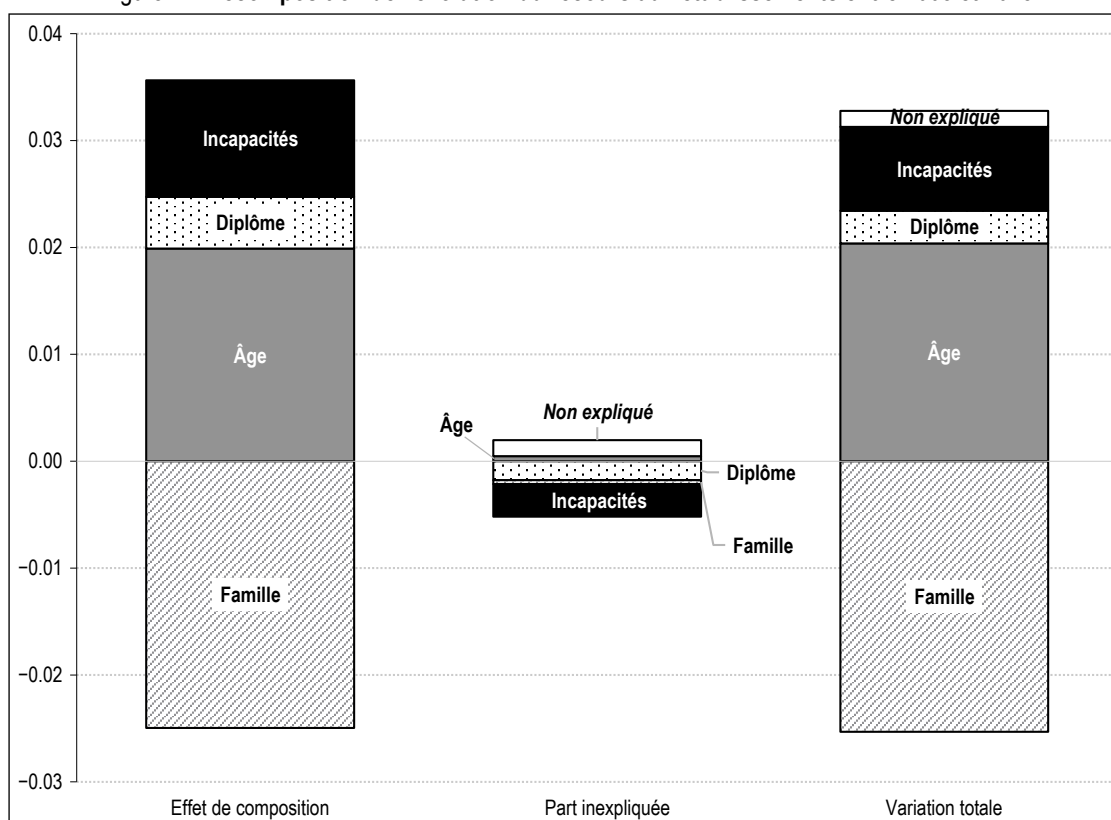 0.04
0.03
0.02
0.01
0.00
−0.01
−0.02
−0.03
Incapacités
Diplôme
Âge
Famille
Non expliqué
Âge
Diplôme
Incapacités
Famille
Non expliqué
Incapacités
Diplôme
Âge
Famille
Effet de composition
Part inexpliquée
Variation totale